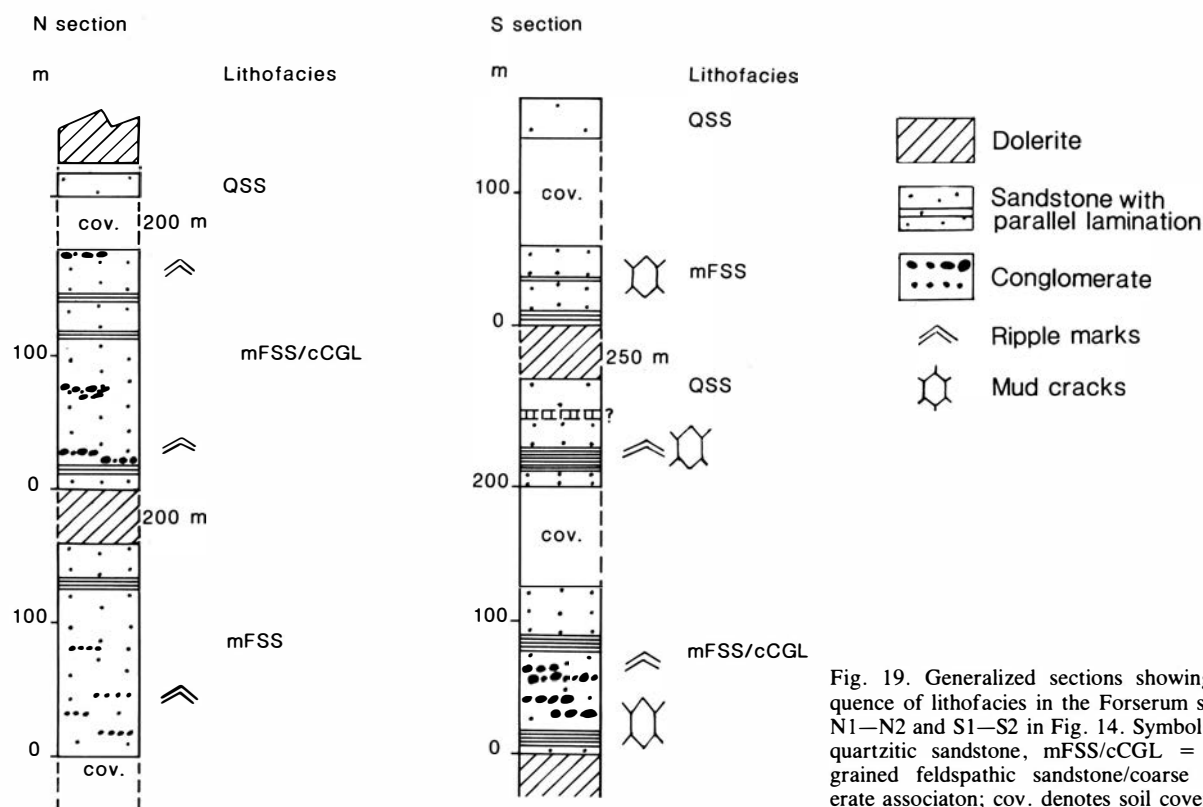 N section
m
Lithofacies
QSS
cov.
200 m
100
mFSS/cCGL
0
200 m
100
mFSS
0
cov.
S section
m
Lithofacies
QSS
100
cov.
mFSS
0
250 m
QSS
?
200
cov.
100
mFSS/cCGL
0
Dolerite
Sandstone with
parallel lamination
Conglomerate
Ripple marks
Mud cracks
Fig. 19. Generalized sections showing
quence of lithofacies in the Forserum s
N1—N2 and S1—S2 in Fig. 14. Symbol
quartzitic sandstone, mFSS/cCGL =
grained feldspathic sandstone/coarse
erate associaton; cov. denotes soil cove